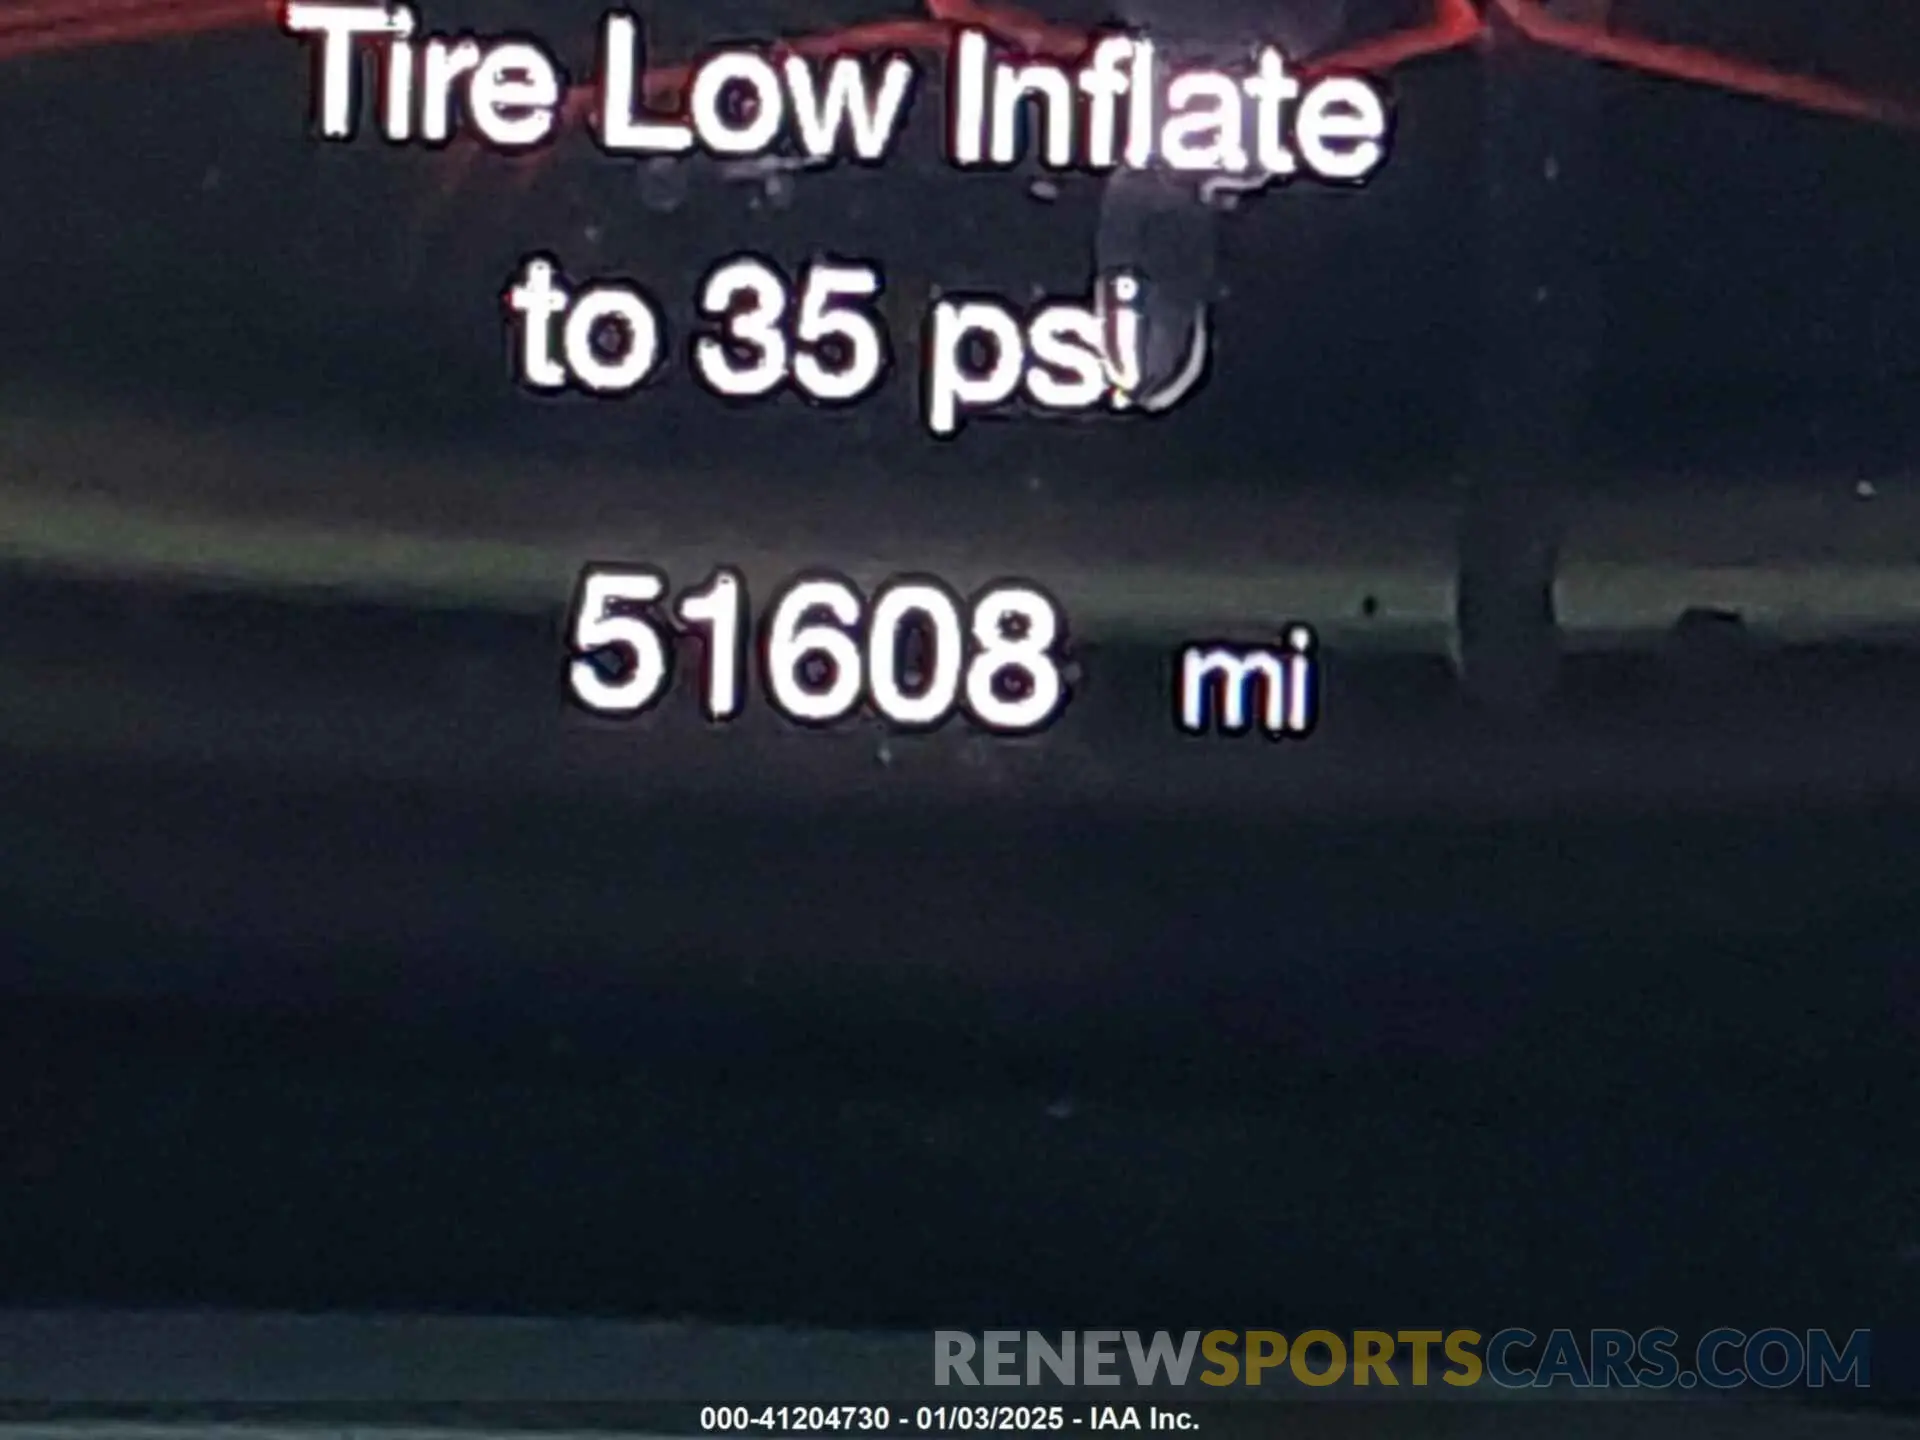 Tire Low Inflate
to 35 psi
51608 mi
RENEWSPORTSCARS.COM
000-41204730 - 01/03/2025 - IAA Inc.